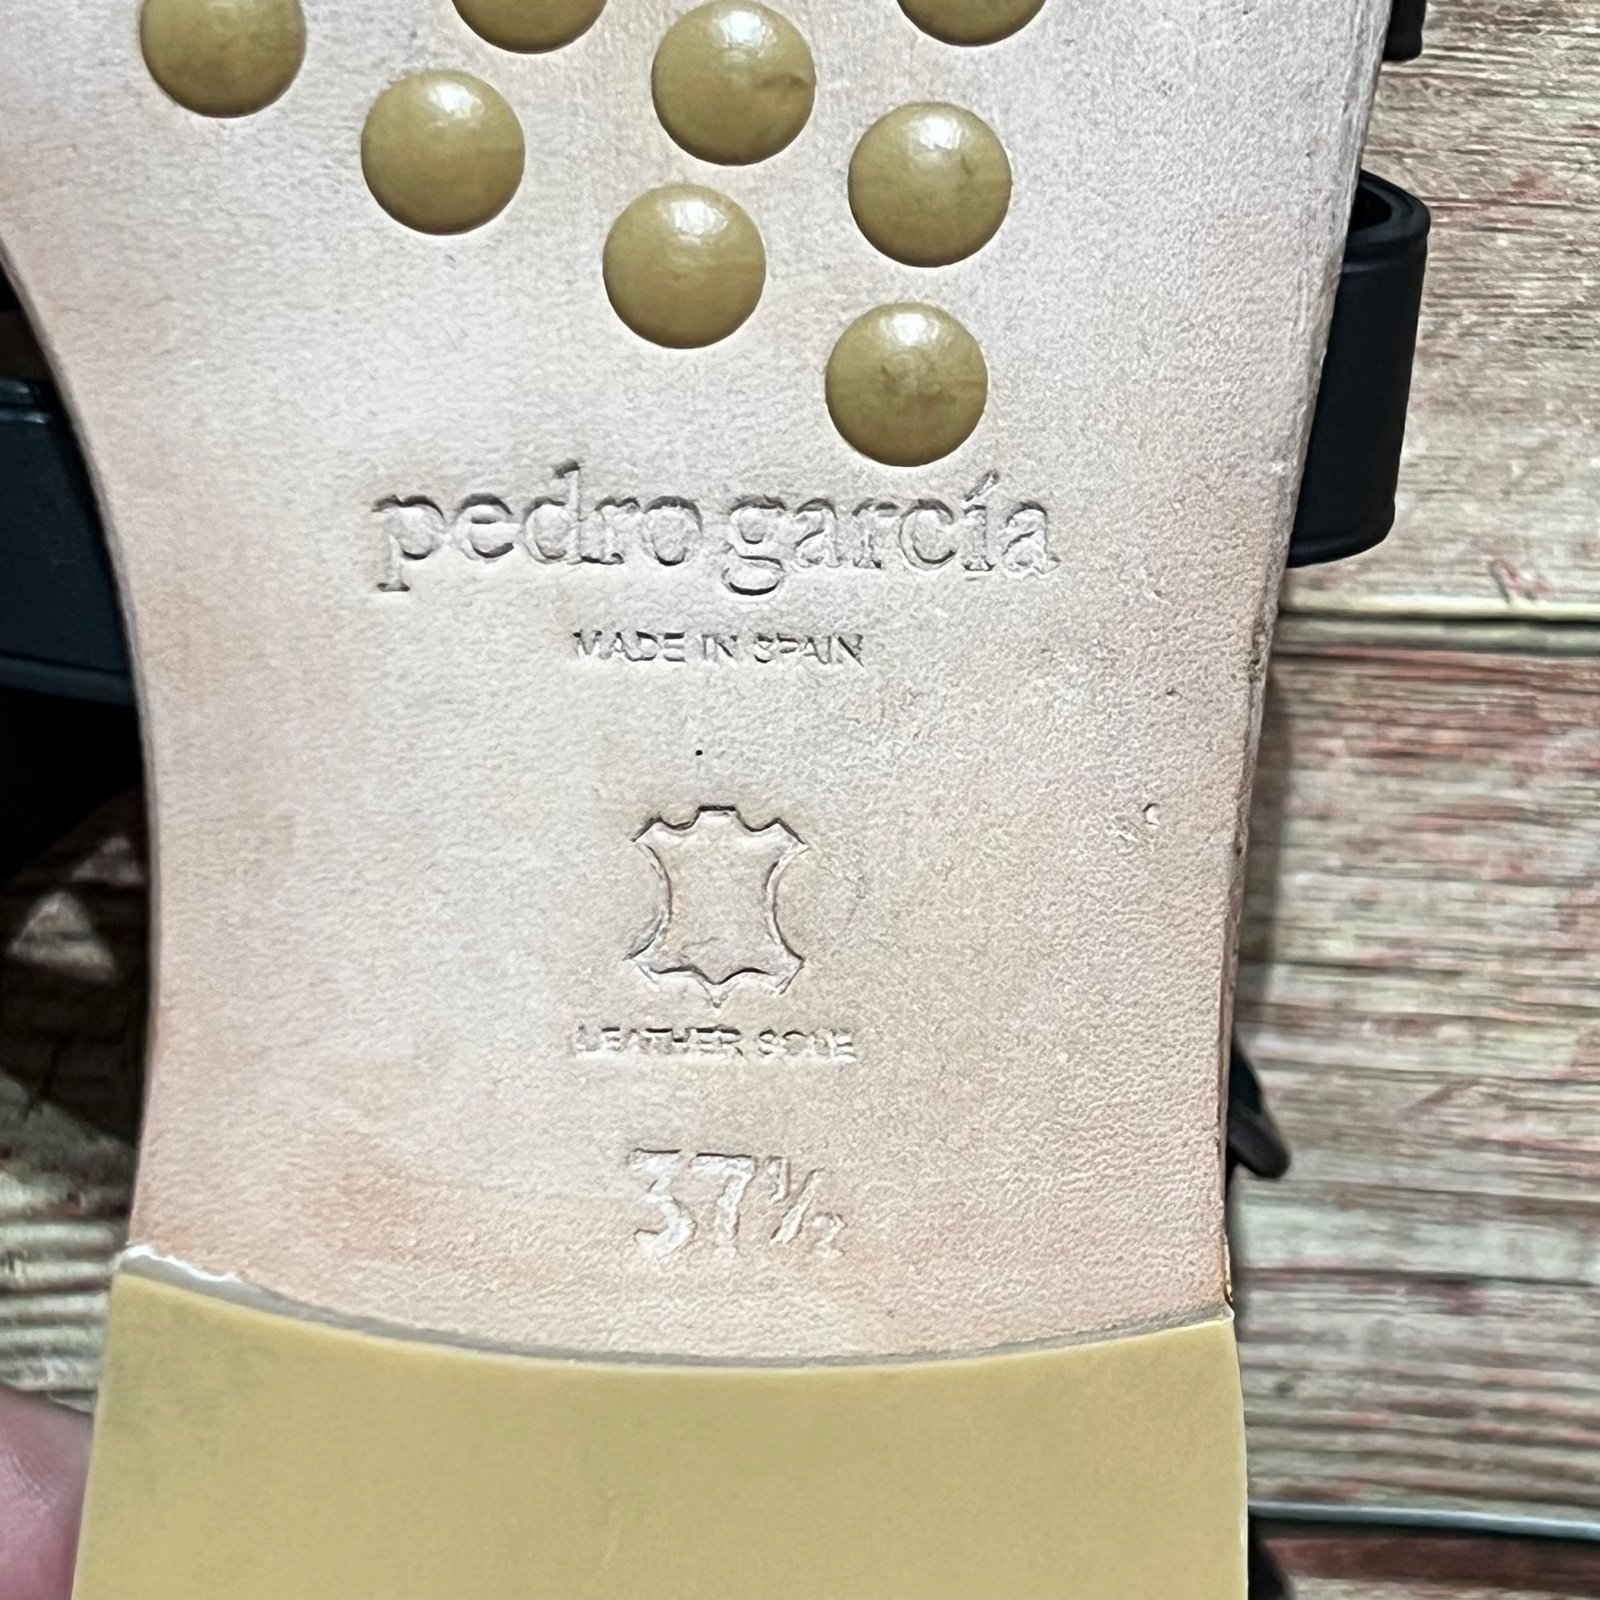 pedro garcía
MADE IN SPAIN
LEATHER SOLE
37½